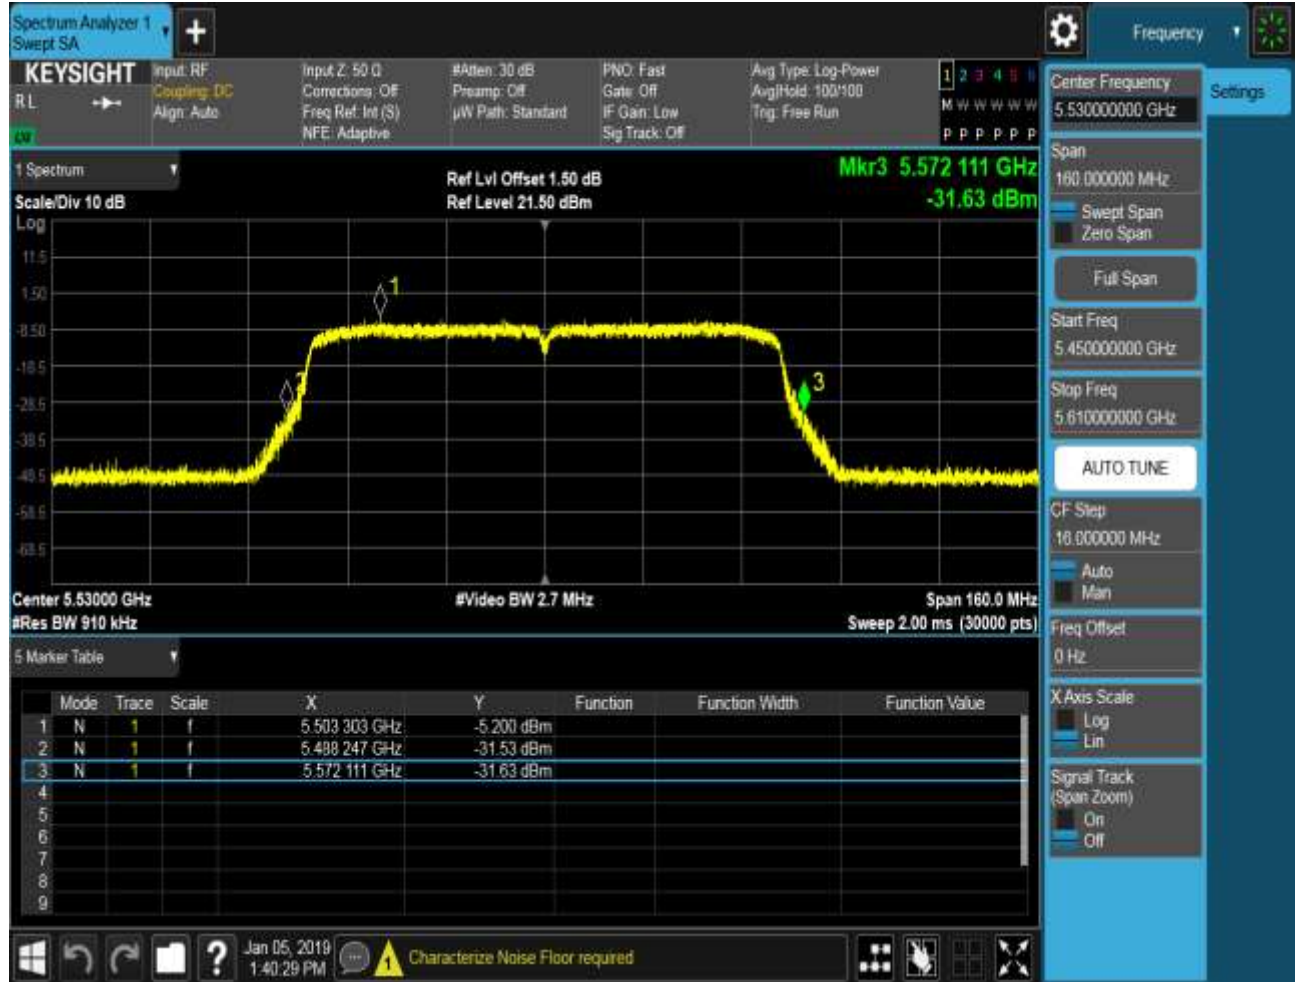 Spectrum Analyzer 1
Swept SA
Frequency
KEYSIGHT
R L
Input: RF
Coupling: DC
Align: Auto
Input Z: 50 Ω
Corrections: Off
Freq Ref: Int (S)
NFE: Adaptive
#Atten: 30 dB
Preamp: Off
µW Path: Standard
PNO: Fast
Gate: Off
IF Gain: Low
Sig Track: Off
Avg Type: Log-Power
Avg|Hold: 100/100
Trig: Free Run
1 2 3 4 5 6
M W W W W W
P P P P P P
Center Frequency
5.530000000 GHz
Settings
Span
160.000000 MHz
Swept Span
Zero Span
Full Span
Start Freq
5.450000000 GHz
Stop Freq
5.610000000 GHz
AUTO TUNE
CF Step
16.000000 MHz
Auto
Man
Freq Offset
0 Hz
X Axis Scale
Log
Lin
Signal Track
(Span Zoom)
On
Off
1 Spectrum
Scale/Div 10 dB
Ref Lvl Offset 1.50 dB
Ref Level 21.50 dBm
Mkr3 5.572 111 GHz
-31.63 dBm
Log
11.5
1.50
-8.50
-18.5
-28.5
-38.5
-48.5
-58.5
-68.5
1
2
3
Center 5.53000 GHz
#Res BW 910 kHz
#Video BW 2.7 MHz
Span 160.0 MHz
Sweep 2.00 ms (30000 pts)
5 Marker Table
Mode Trace Scale X Y Function Function Width Function Value
1 N 1 f 5.503 303 GHz -5.200 dBm
2 N 1 f 5.488 247 GHz -31.53 dBm
3 N 1 f 5.572 111 GHz -31.63 dBm
4
5
6
7
8
9
?
Jan 05, 2019
1:40:29 PM
1
Characterize Noise Floor required